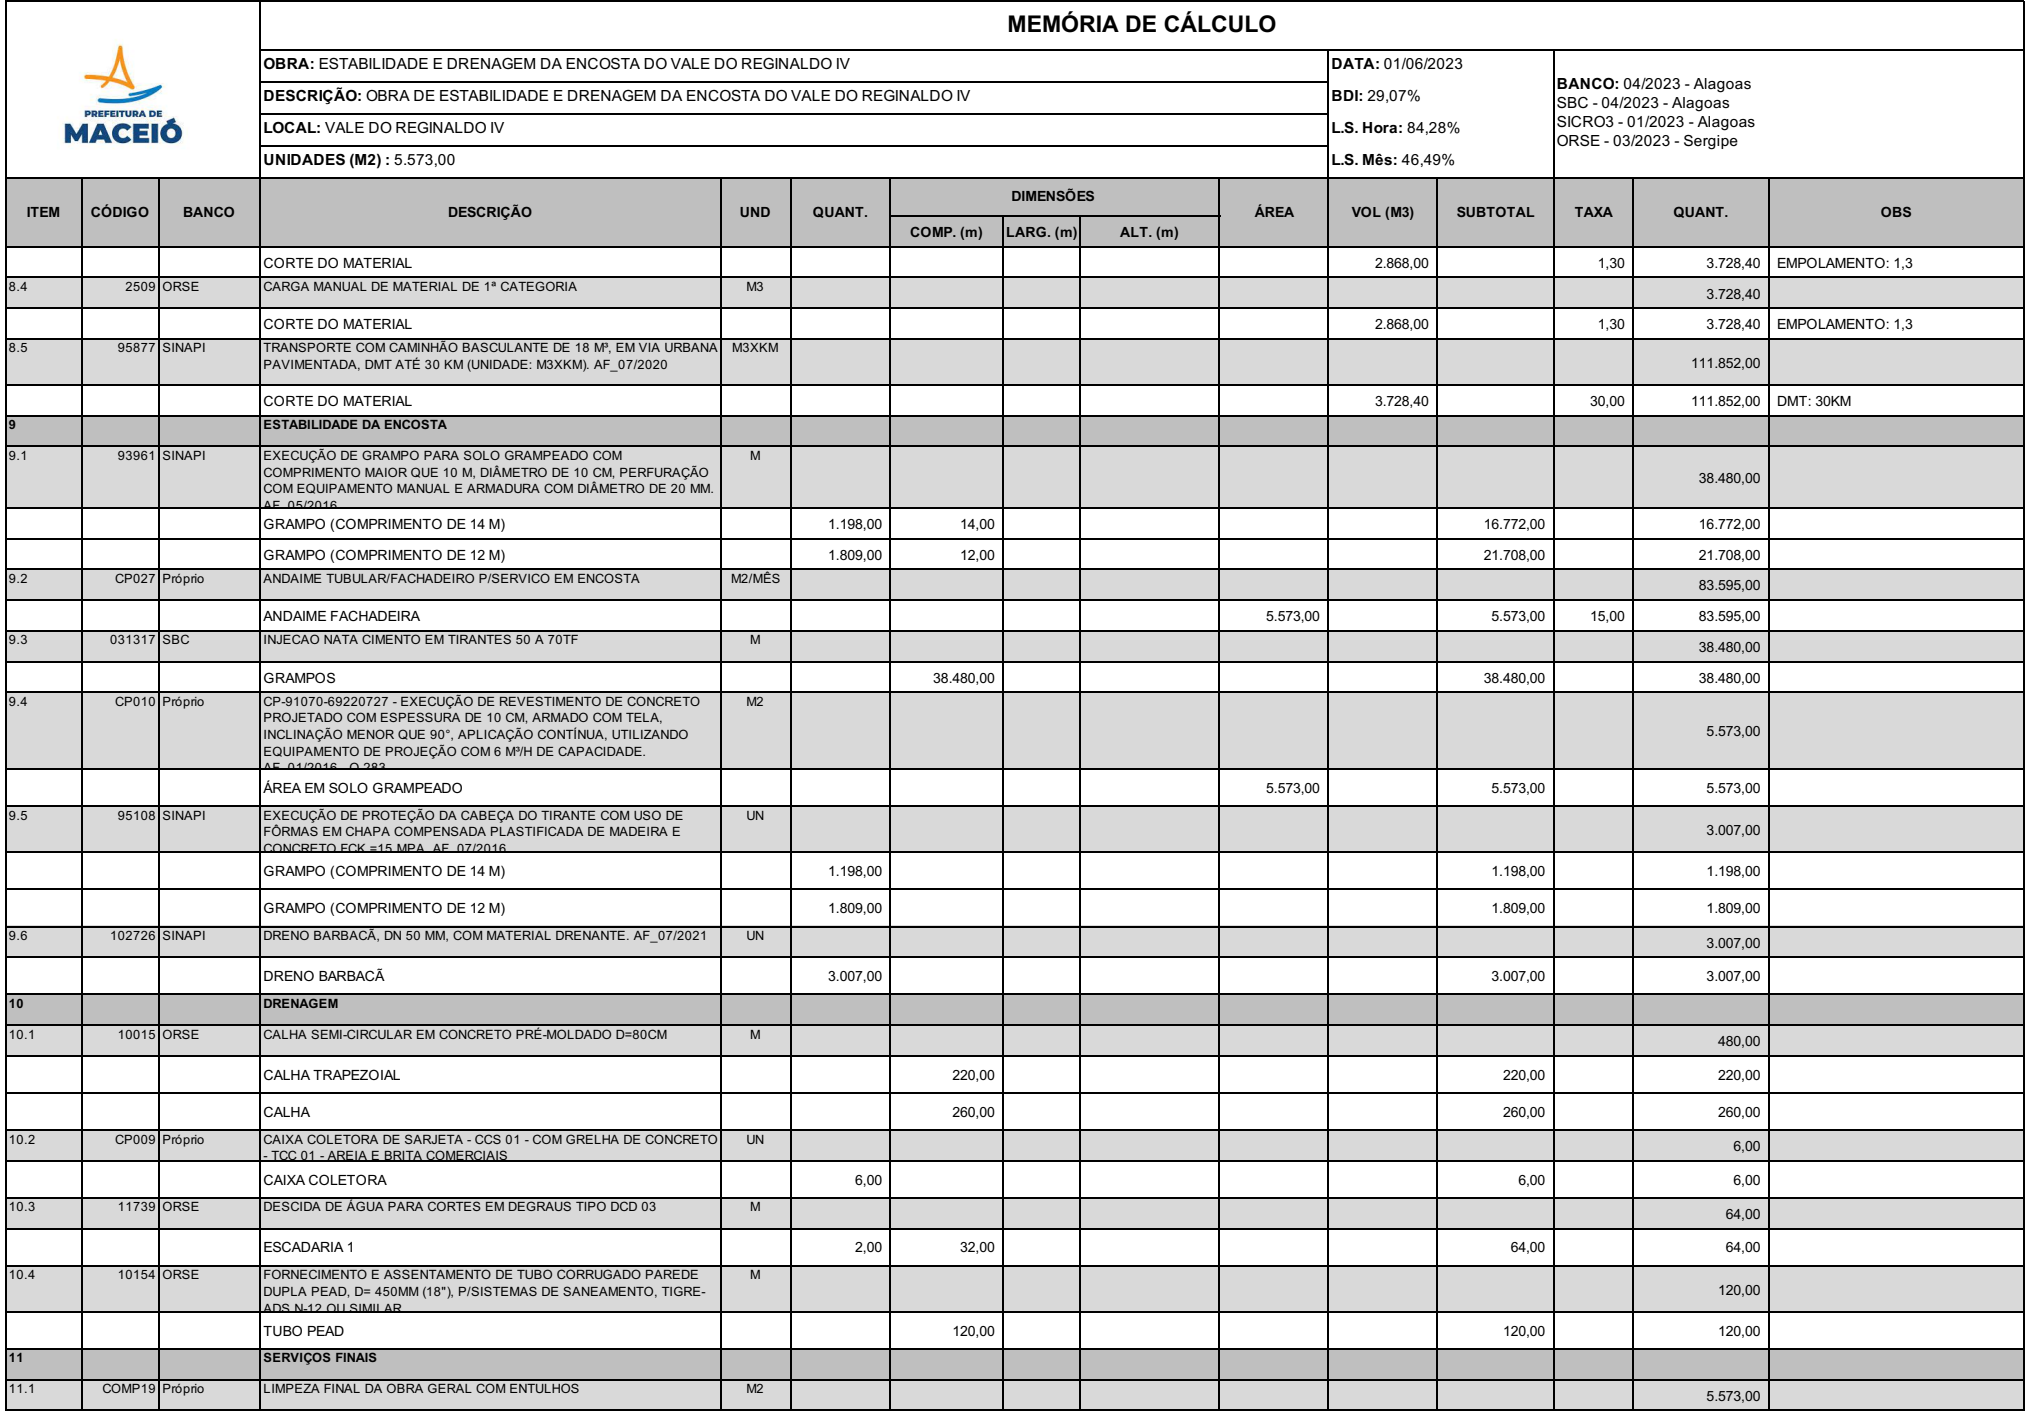 MEMÓRIA DE CÁLCULO
PREFEITURA DE
MACEIÓ
OBRA: ESTABILIDADE E DRENAGEM DA ENCOSTA DO VALE DO REGINALDO IV
DESCRIÇÃO: OBRA DE ESTABILIDADE E DRENAGEM DA ENCOSTA DO VALE DO REGINALDO IV
LOCAL: VALE DO REGINALDO IV
UNIDADES (M2) : 5.573,00
DATA: 01/06/2023
BDI: 29,07%
L.S. Hora: 84,28%
L.S. Mês: 46,49%
BANCO: 04/2023 - Alagoas
SBC - 04/2023 - Alagoas
SICRO3 - 01/2023 - Alagoas
ORSE - 03/2023 - Sergipe
ITEM CÓDIGO BANCO DESCRIÇÃO UND QUANT. DIMENSÕES ÁREA VOL (M3) SUBTOTAL TAXA QUANT. OBS
COMP. (m) LARG. (m) ALT. (m)
CORTE DO MATERIAL 2.868,00 1,30 3.728,40 EMPOLAMENTO: 1,3
8.4 2509 ORSE CARGA MANUAL DE MATERIAL DE 1ª CATEGORIA M3 3.728,40
CORTE DO MATERIAL 2.868,00 1,30 3.728,40 EMPOLAMENTO: 1,3
8.5 95877 SINAPI TRANSPORTE COM CAMINHÃO BASCULANTE DE 18 M³, EM VIA URBANA M3XKM
PAVIMENTADA, DMT ATÉ 30 KM (UNIDADE: M3XKM). AF_07/2020 111.852,00
CORTE DO MATERIAL 3.728,40 30,00 111.852,00 DMT: 30KM
9 ESTABILIDADE DA ENCOSTA
9.1 93961 SINAPI EXECUÇÃO DE GRAMPO PARA SOLO GRAMPEADO COM M
COMPRIMENTO MAIOR QUE 10 M, DIÂMETRO DE 10 CM, PERFURAÇÃO
COM EQUIPAMENTO MANUAL E ARMADURA COM DIÂMETRO DE 20 MM. 38.480,00
AF_05/2016
GRAMPO (COMPRIMENTO DE 14 M) 1.198,00 14,00 16.772,00 16.772,00
GRAMPO (COMPRIMENTO DE 12 M) 1.809,00 12,00 21.708,00 21.708,00
9.2 CP027 Próprio ANDAIME TUBULAR/FACHADEIRO P/SERVICO EM ENCOSTA M2/MÊS 83.595,00
ANDAIME FACHADEIRA 5.573,00 5.573,00 15,00 83.595,00
9.3 031317 SBC INJECAO NATA CIMENTO EM TIRANTES 50 A 70TF M 38.480,00
GRAMPOS 38.480,00 38.480,00 38.480,00
9.4 CP010 Próprio CP-91070-69220727 - EXECUÇÃO DE REVESTIMENTO DE CONCRETO M2
PROJETADO COM ESPESSURA DE 10 CM, ARMADO COM TELA,
INCLINAÇÃO MENOR QUE 90°, APLICAÇÃO CONTÍNUA, UTILIZANDO 5.573,00
EQUIPAMENTO DE PROJEÇÃO COM 6 M³/H DE CAPACIDADE.
AF_01/2016 - Q 283
ÁREA EM SOLO GRAMPEADO 5.573,00 5.573,00 5.573,00
9.5 95108 SINAPI EXECUÇÃO DE PROTEÇÃO DA CABEÇA DO TIRANTE COM USO DE UN
FÔRMAS EM CHAPA COMPENSADA PLASTIFICADA DE MADEIRA E 3.007,00
CONCRETO FCK =15 MPA. AF_07/2016
GRAMPO (COMPRIMENTO DE 14 M) 1.198,00 1.198,00 1.198,00
GRAMPO (COMPRIMENTO DE 12 M) 1.809,00 1.809,00 1.809,00
9.6 102726 SINAPI DRENO BARBACÃ, DN 50 MM, COM MATERIAL DRENANTE. AF_07/2021 UN 3.007,00
DRENO BARBACÃ 3.007,00 3.007,00 3.007,00
10 DRENAGEM
10.1 10015 ORSE CALHA SEMI-CIRCULAR EM CONCRETO PRÉ-MOLDADO D=80CM M 480,00
CALHA TRAPEZOIAL 220,00 220,00 220,00
CALHA 260,00 260,00 260,00
10.2 CP009 Próprio CAIXA COLETORA DE SARJETA - CCS 01 - COM GRELHA DE CONCRETO UN 6,00
- TCC 01 - AREIA E BRITA COMERCIAIS
CAIXA COLETORA 6,00 6,00 6,00
10.3 11739 ORSE DESCIDA DE ÁGUA PARA CORTES EM DEGRAUS TIPO DCD 03 M 64,00
ESCADARIA 1 2,00 32,00 64,00 64,00
10.4 10154 ORSE FORNECIMENTO E ASSENTAMENTO DE TUBO CORRUGADO PAREDE M
DUPLA PEAD, D= 450MM (18"), P/SISTEMAS DE SANEAMENTO, TIGRE- 120,00
ADS N-12 OU SIMILAR
TUBO PEAD 120,00 120,00 120,00
11 SERVIÇOS FINAIS
11.1 COMP19 Próprio LIMPEZA FINAL DA OBRA GERAL COM ENTULHOS M2 5.573,00